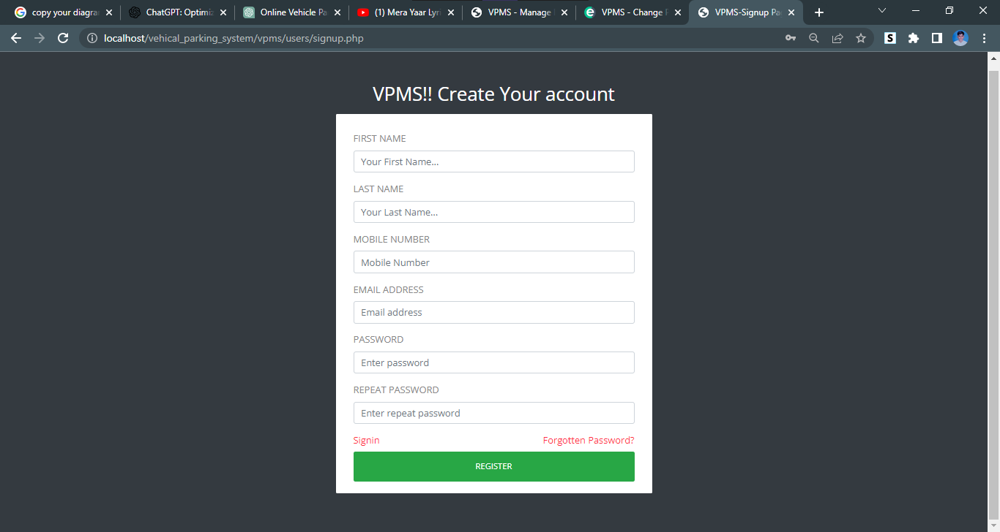 copy your diagra
ChatGPT: Optimiz
Online Vehicle Pa
(1) Mera Yaar Lyri
VPMS - Manage
VPMS - Change P
VPMS-Signup Pa
localhost/vehical_parking_system/vpms/users/signup.php
VPMS!! Create Your account
FIRST NAME
Your First Name...
LAST NAME
Your Last Name...
MOBILE NUMBER
Mobile Number
EMAIL ADDRESS
Email address
PASSWORD
Enter password
REPEAT PASSWORD
Enter repeat password
Signin Forgotten Password?
REGISTER